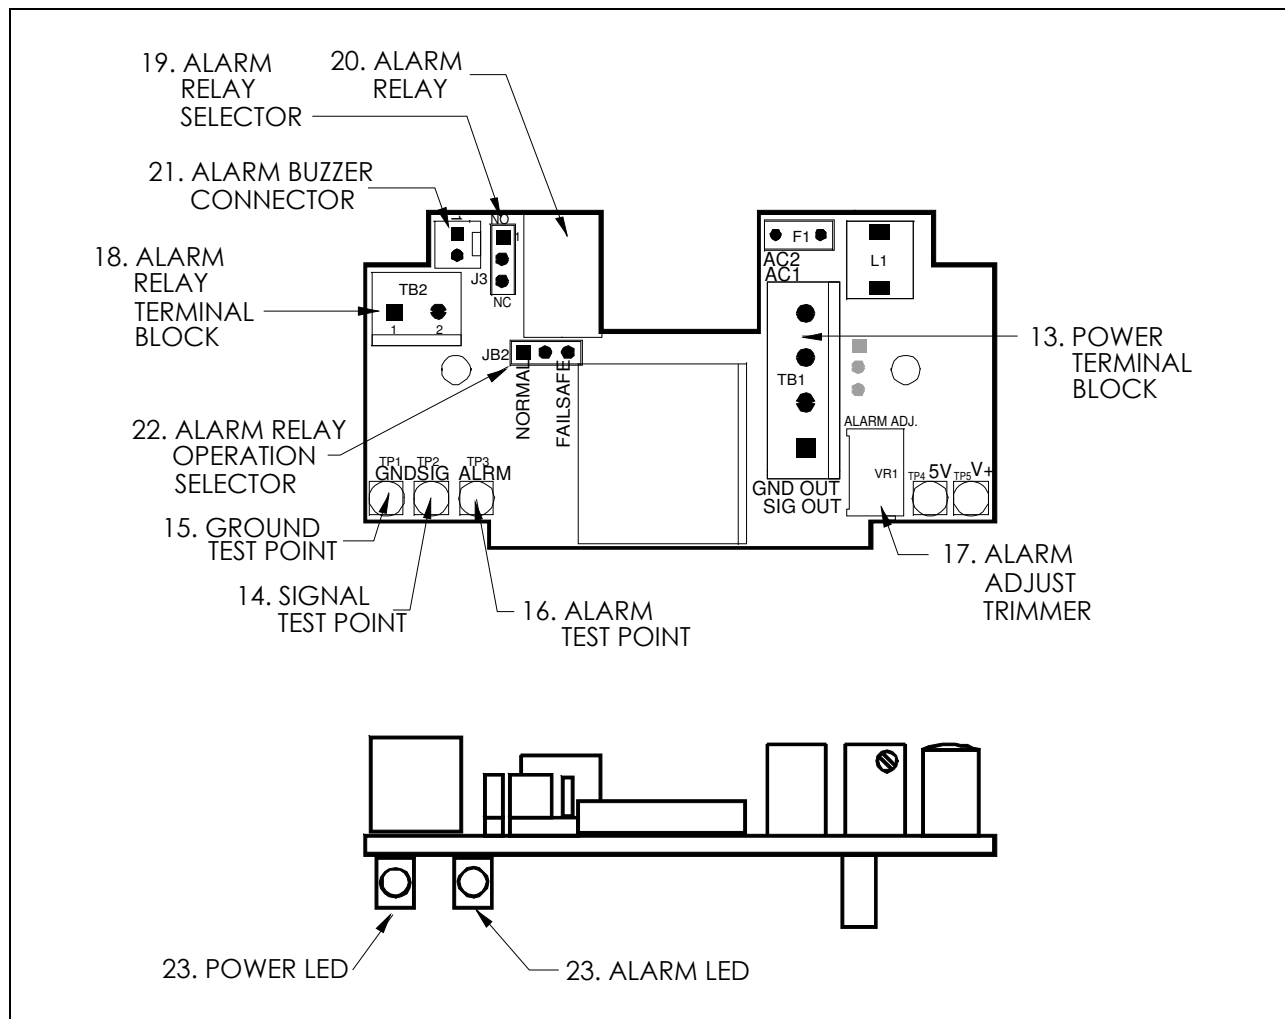 19. ALARM
RELAY
SELECTOR
20. ALARM
RELAY
21. ALARM BUZZER
CONNECTOR
18. ALARM
RELAY
TERMINAL
BLOCK
1
NO
1
J3
NC
TB2
1
2
F1
AC2
AC1
L1
13. POWER
TERMINAL
BLOCK
JB2
NORMAL
FAILSAFE
TB1
22. ALARM RELAY
OPERATION
SELECTOR
ALARM ADJ.
VR1
TP1
GND
TP2
SIG
TP3
ALRM
GND OUT
SIG OUT
TP4
5V
TP5
V+
15. GROUND
TEST POINT
14. SIGNAL
TEST POINT
16. ALARM
TEST POINT
17. ALARM
ADJUST
TRIMMER
23. POWER LED
23. ALARM LED